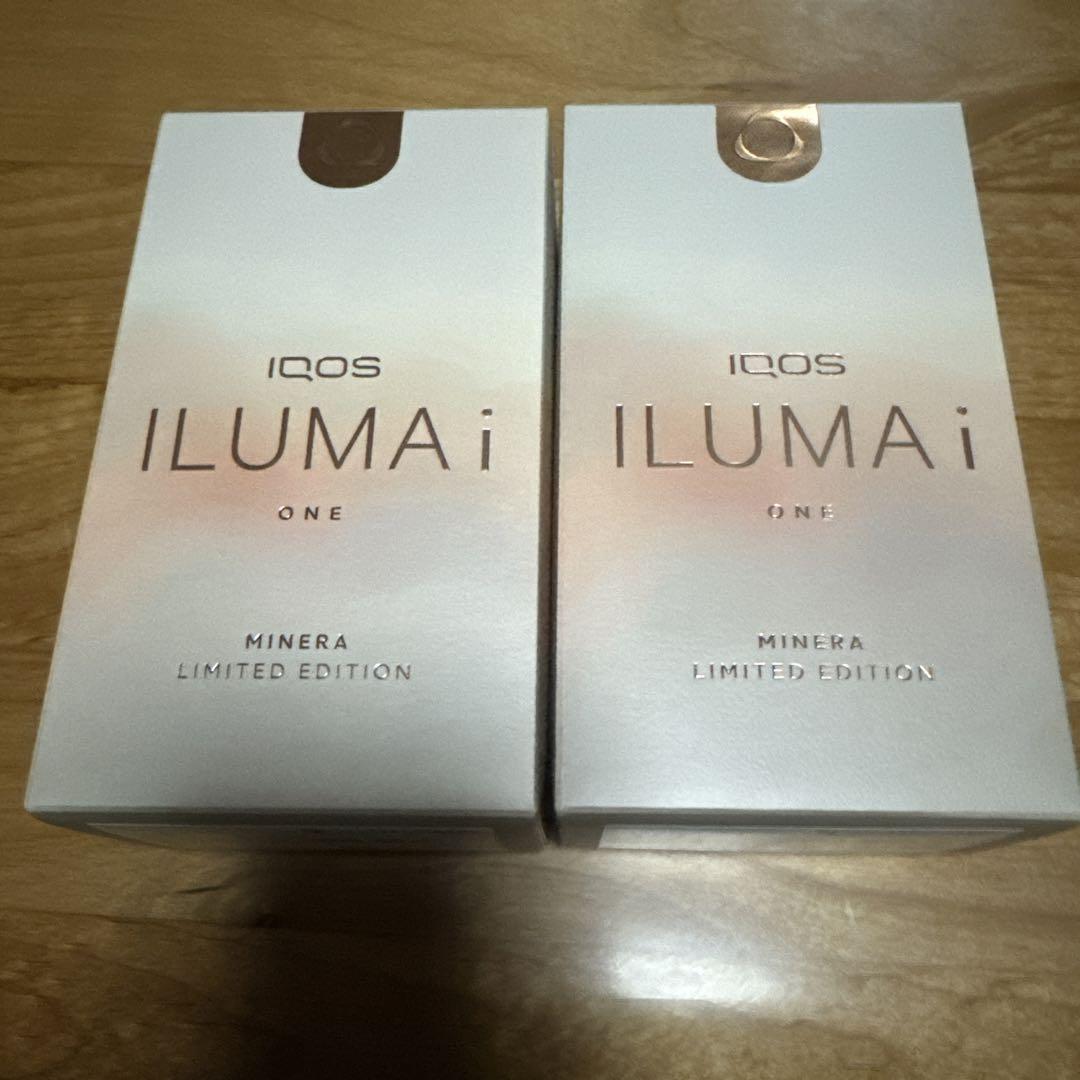 IQOS
ILUMA i
ONE
MINERA
LIMITED EDITION
IQOS
ILUMA i
ONE
MINERA
LIMITED EDITION